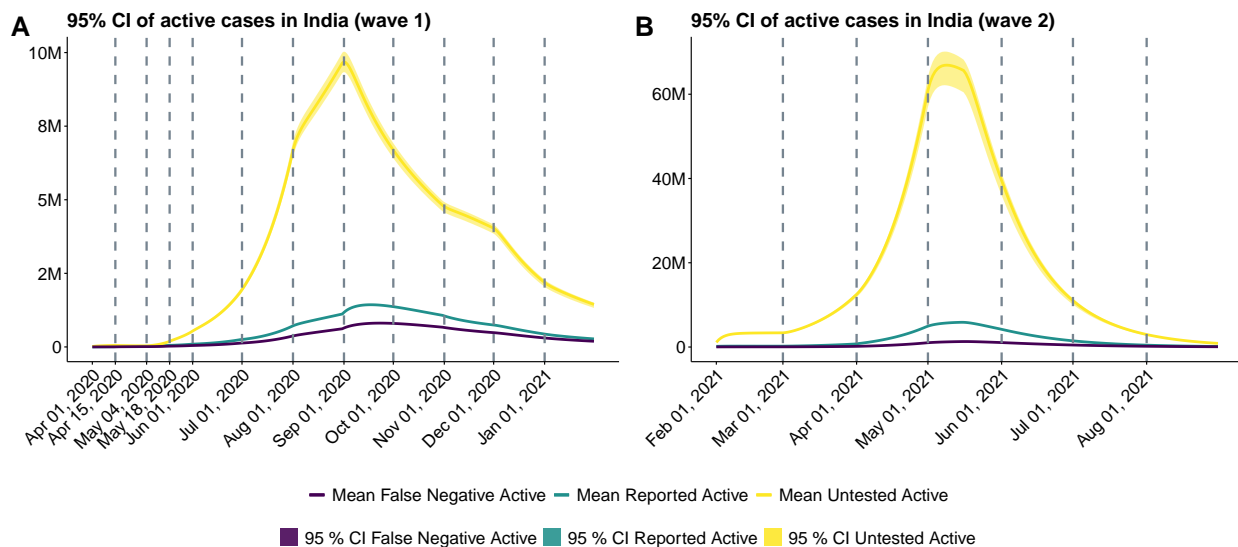 A
95% CI of active cases in India (wave 1)
10M
8M
5M
2M
0
Apr 01, 2020
Apr 15, 2020
May 04, 2020
May 18, 2020
Jun 01, 2020
Jul 01, 2020
Aug 01, 2020
Sep 01, 2020
Oct 01, 2020
Nov 01, 2020
Dec 01, 2020
Jan 01, 2021
B
95% CI of active cases in India (wave 2)
60M
40M
20M
0
Feb 01, 2021
Mar 01, 2021
Apr 01, 2021
May 01, 2021
Jun 01, 2021
Jul 01, 2021
Aug 01, 2021
Mean False Negative Active Mean Reported Active Mean Untested Active
95 % CI False Negative Active 95 % CI Reported Active 95 % CI Untested Active